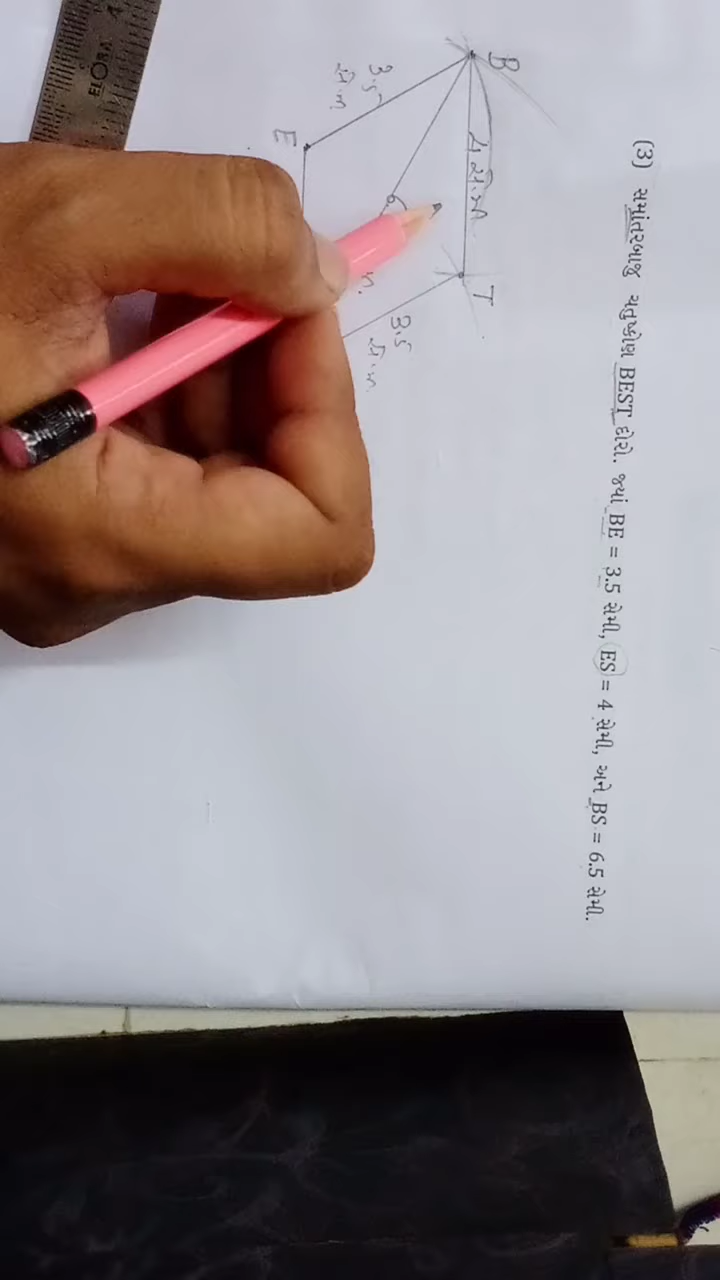 (3) સમાંતરબાજુ ચતુષ્કોણ BEST દોરો. જ્યાં BE = 3.5 સેમી, ES = 4 સેમી, અને BS = 6.5 સેમી.
B
4 સે.મી.
T
3.5
સે.મી.
E
3.5
સે.મી.
ELORA